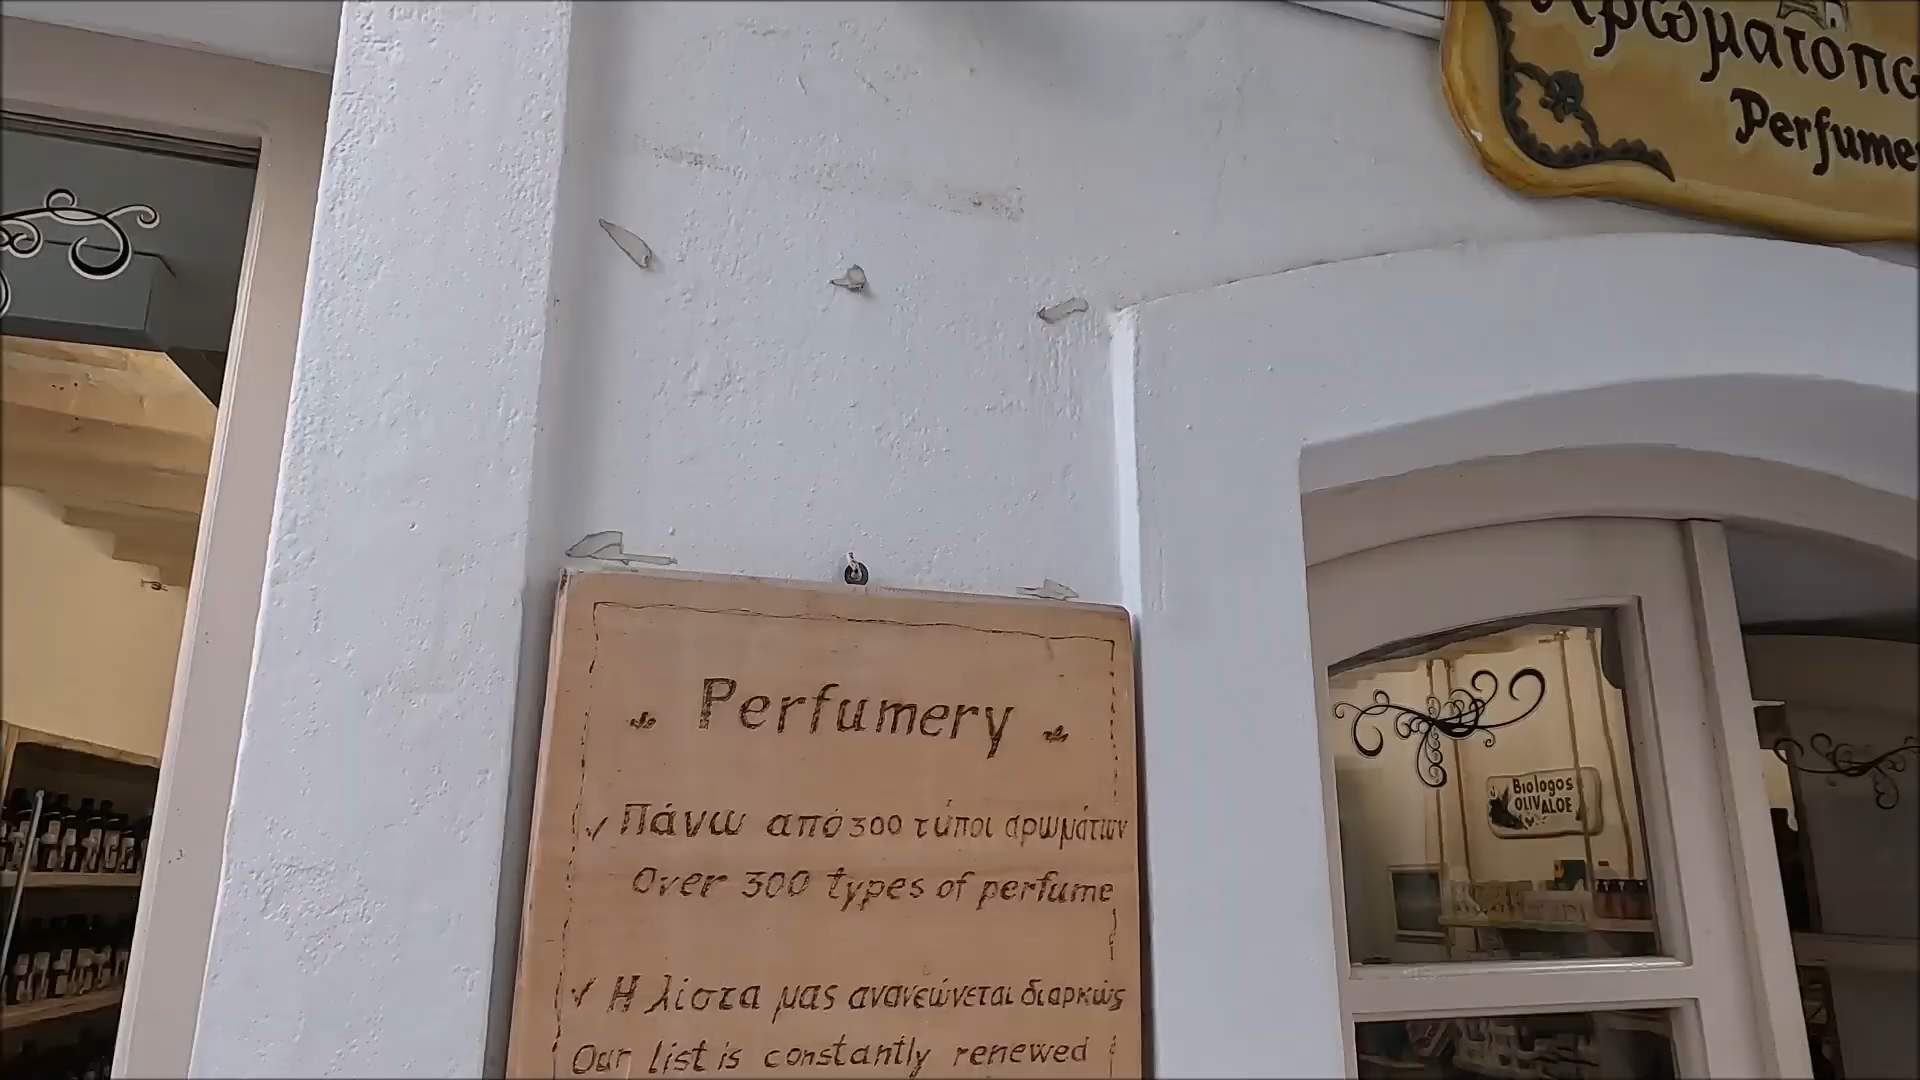 Perfumery
Πάνω από 300 τύποι αρωμάτων
Over 300 types of perfume
Η λίστα μας ανανεώνεται διαρκώς
Our list is constantly renewed
Biologos
OLIVALOE